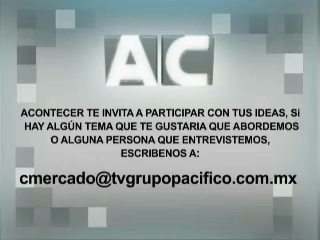 AC
ACONTECER TE INVITA A PARTICIPAR CON TUS IDEAS, Si
HAY ALGÚN TEMA QUE TE GUSTARIA QUE ABORDEMOS
O ALGUNA PERSONA QUE ENTREVISTEMOS,
ESCRIBENOS A:
cmercado@tvgrupopacifico.com.mx